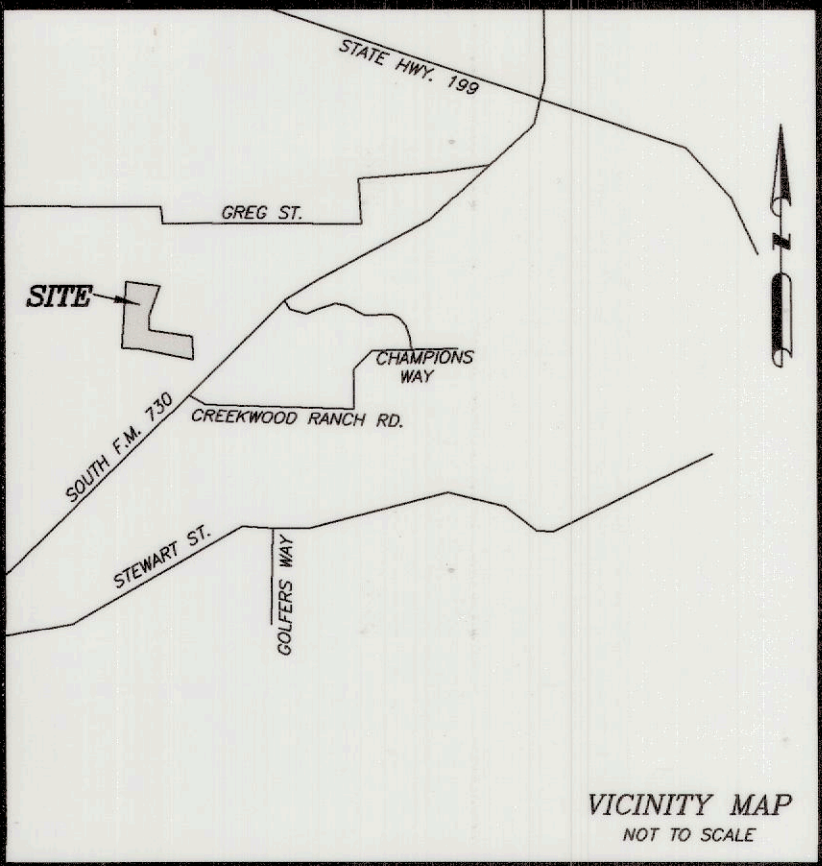 STATE HWY. 199
GREG ST.
N
SITE
CHAMPIONS
WAY
CREEKWOOD RANCH RD.
SOUTH F.M. 730
STEWART ST.
GOLFERS WAY
VICINITY MAP
NOT TO SCALE